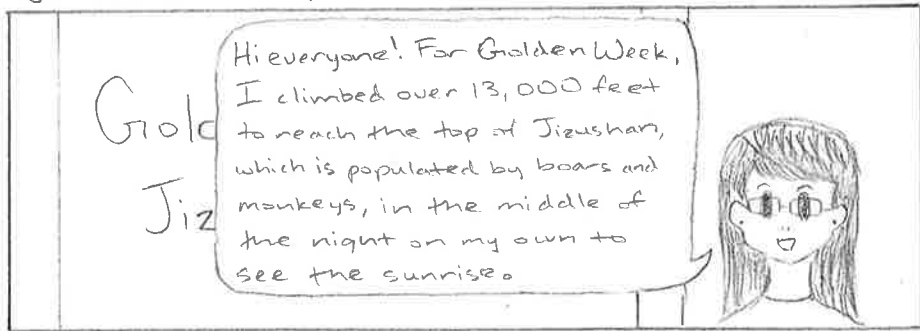 Gold
Jiz
Hi everyone! For Golden Week,
I climbed over 13,000 feet
to reach the top of Jizushan,
which is populated by boars and
monkeys, in the middle of
the night on my own to
see the sunrise.